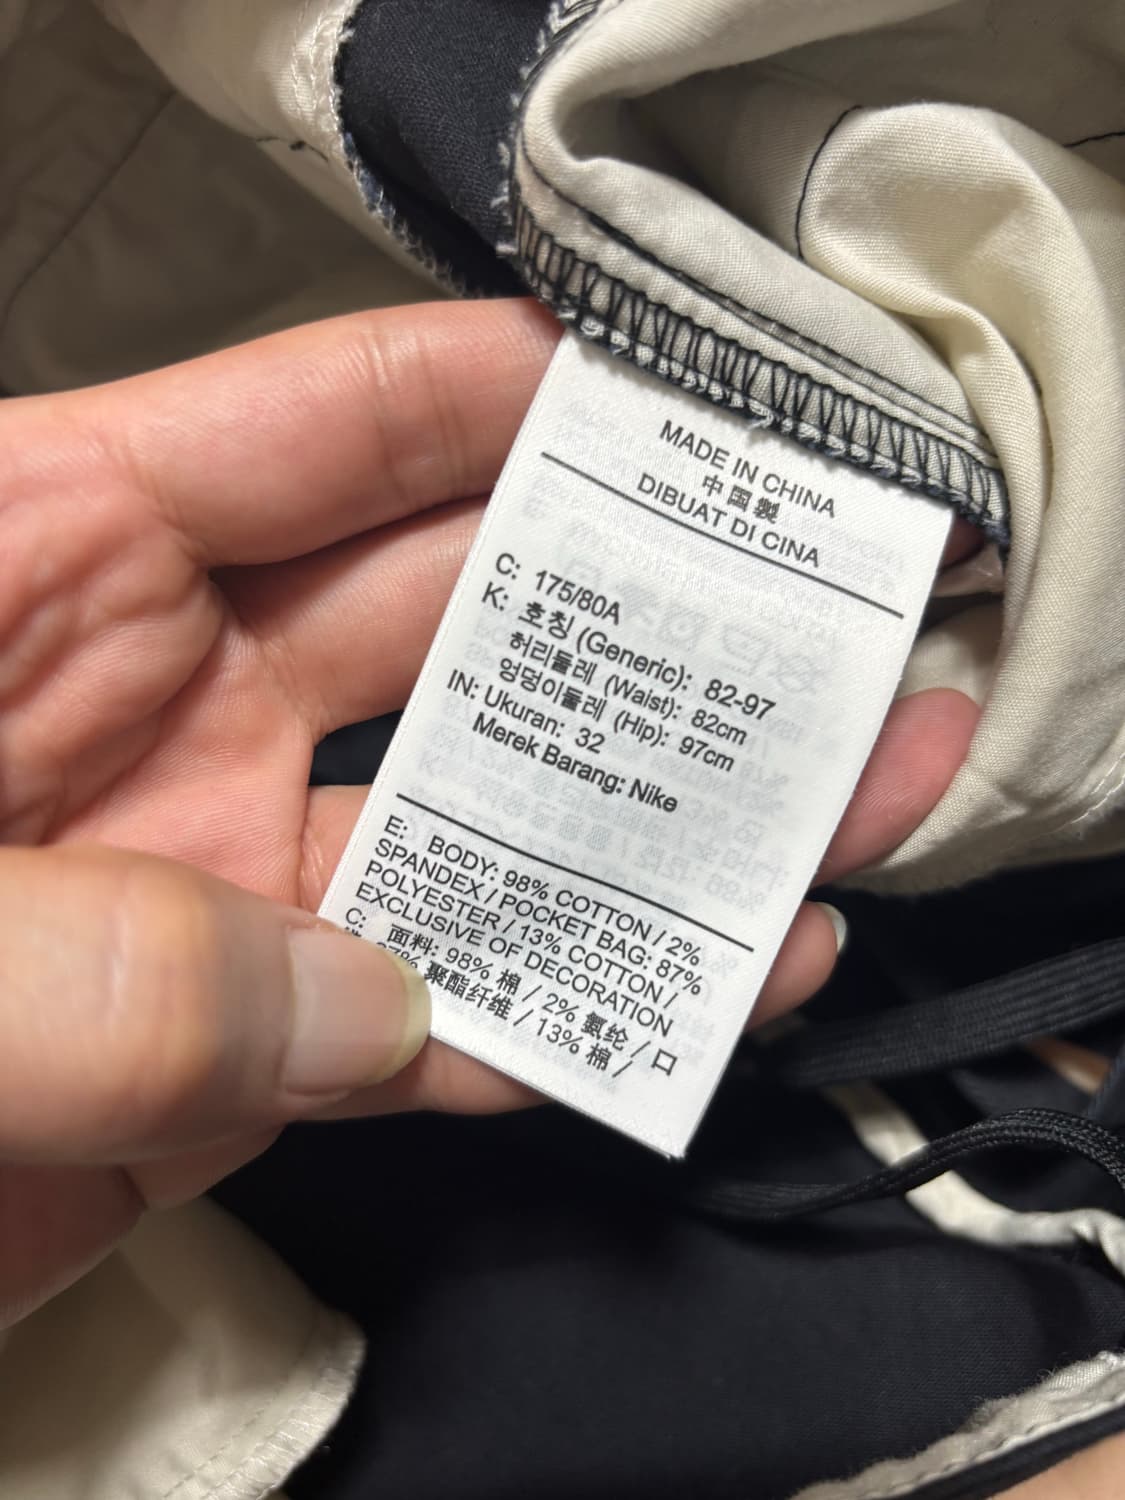 MADE IN CHINA
中国製
DIBUAT DI CINA
C: 175/80A
K: 호칭 (Generic): 82-97
허리둘레 (Waist): 82cm
엉덩이둘레 (Hip): 97cm
IN: Ukuran: 32
Merek Barang: Nike
E: BODY: 98% COTTON / 2%
SPANDEX / POCKET BAG: 87%
POLYESTER / 13% COTTON /
EXCLUSIVE OF DECORATION
C: 面料: 98% 棉 / 2% 氨纶 / 口
87% 聚酯纤维 / 13% 棉 /